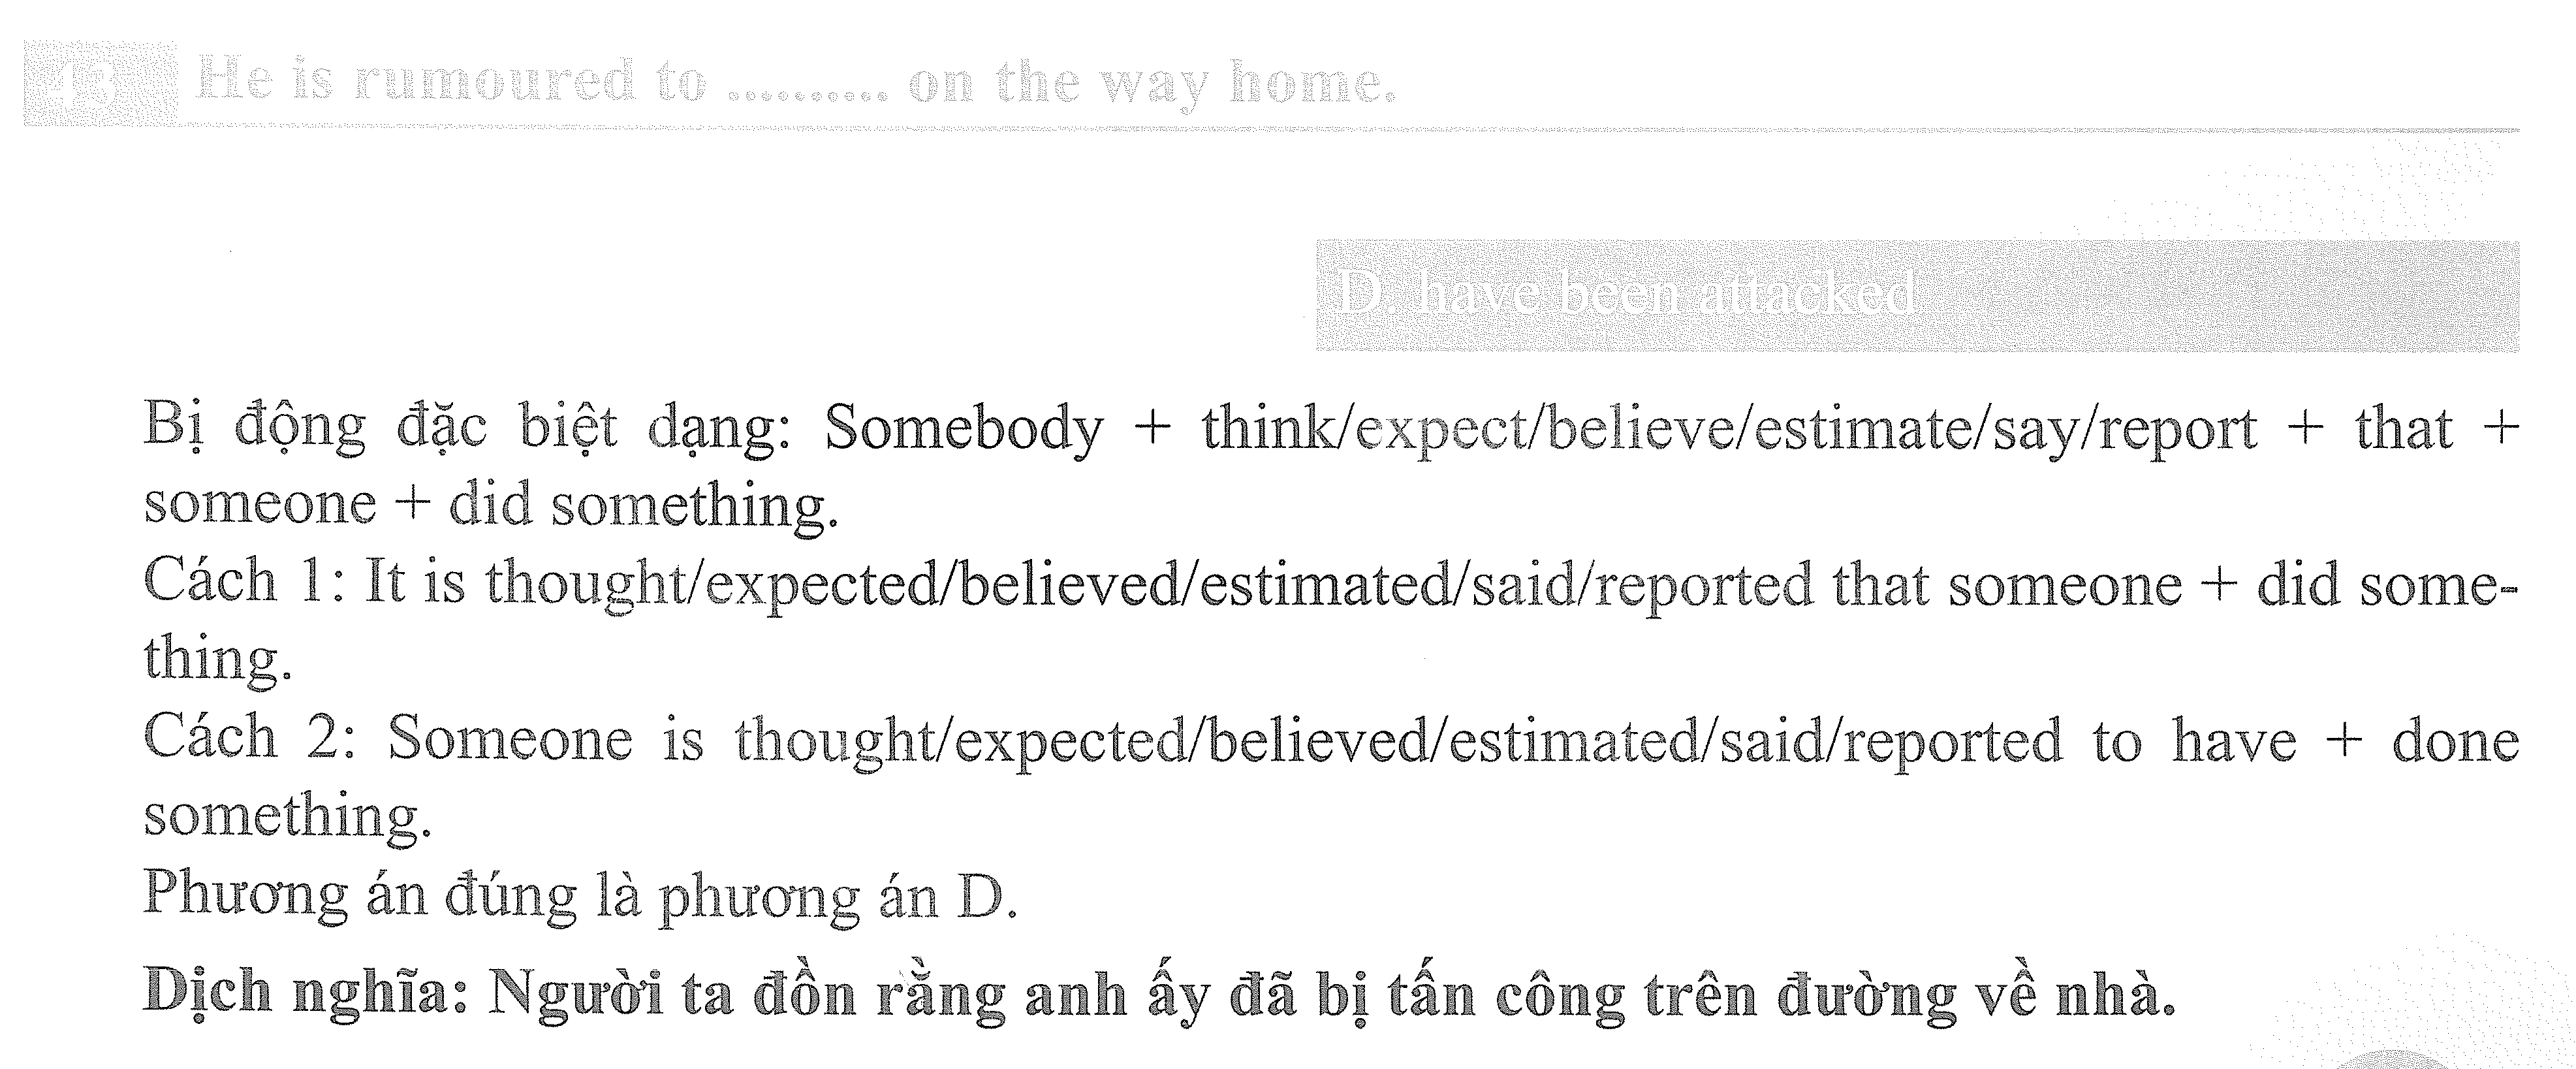 43 He is rumoured to .......... on the way home.
D. have been attacked
Bị động đặc biệt dạng: Somebody + think/expect/believe/estimate/say/report + that +
someone + did something.
Cách 1: It is thought/expected/believed/estimated/said/reported that someone + did some-
thing.
Cách 2: Someone is thought/expected/believed/estimated/said/reported to have + done
something.
Phương án đúng là phương án D.
Dịch nghĩa: Người ta đồn rằng anh ấy đã bị tấn công trên đường về nhà.